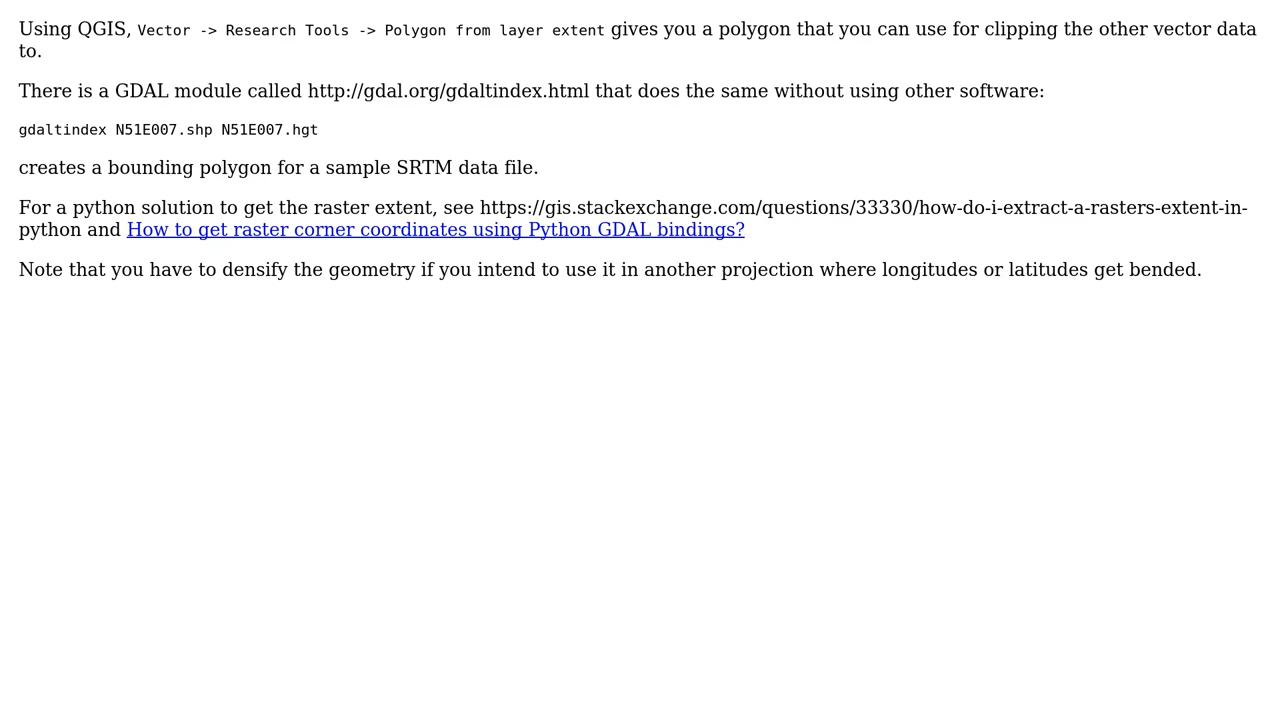 Using QGIS, Vector -> Research Tools -> Polygon from layer extent gives you a polygon that you can use for clipping the other vector data
to.
There is a GDAL module called http://gdal.org/gdaltindex.html that does the same without using other software:
gdaltindex N51E007.shp N51E007.hgt
creates a bounding polygon for a sample SRTM data file.
For a python solution to get the raster extent, see https://gis.stackexchange.com/questions/33330/how-do-i-extract-a-rasters-extent-in-
python and How to get raster corner coordinates using Python GDAL bindings?
Note that you have to densify the geometry if you intend to use it in another projection where longitudes or latitudes get bended.